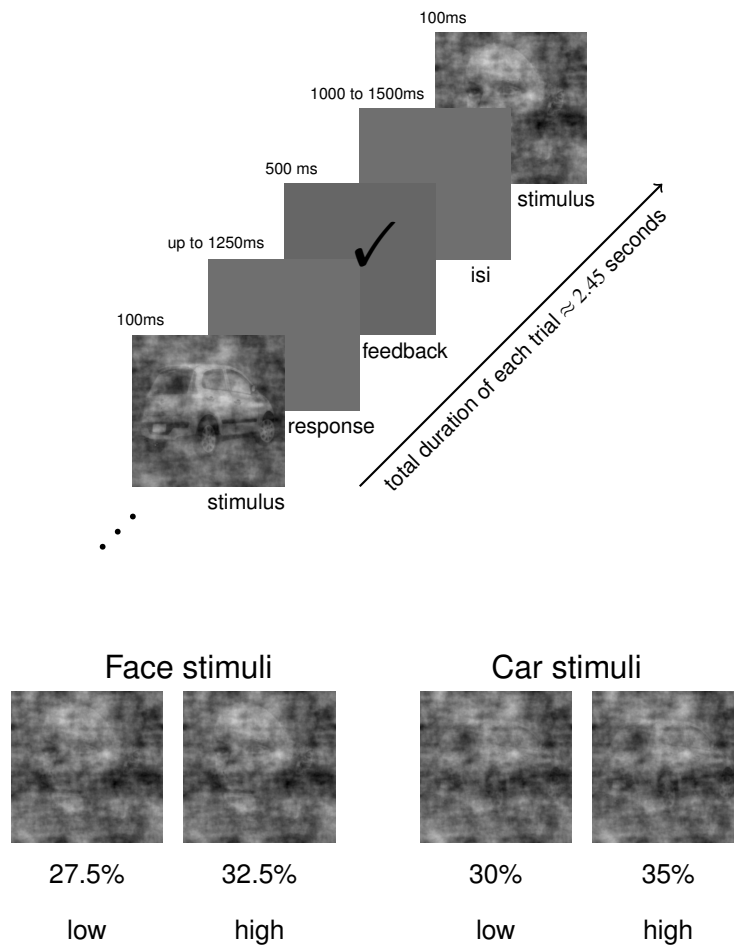 100ms
1000 to 1500ms
500 ms
stimulus
up to 1250ms
isi
100ms
feedback
response
stimulus
total duration of each trial ≈ 2.45 seconds
Face stimuli
Car stimuli
27.5% 32.5% 30% 35%
low high low high